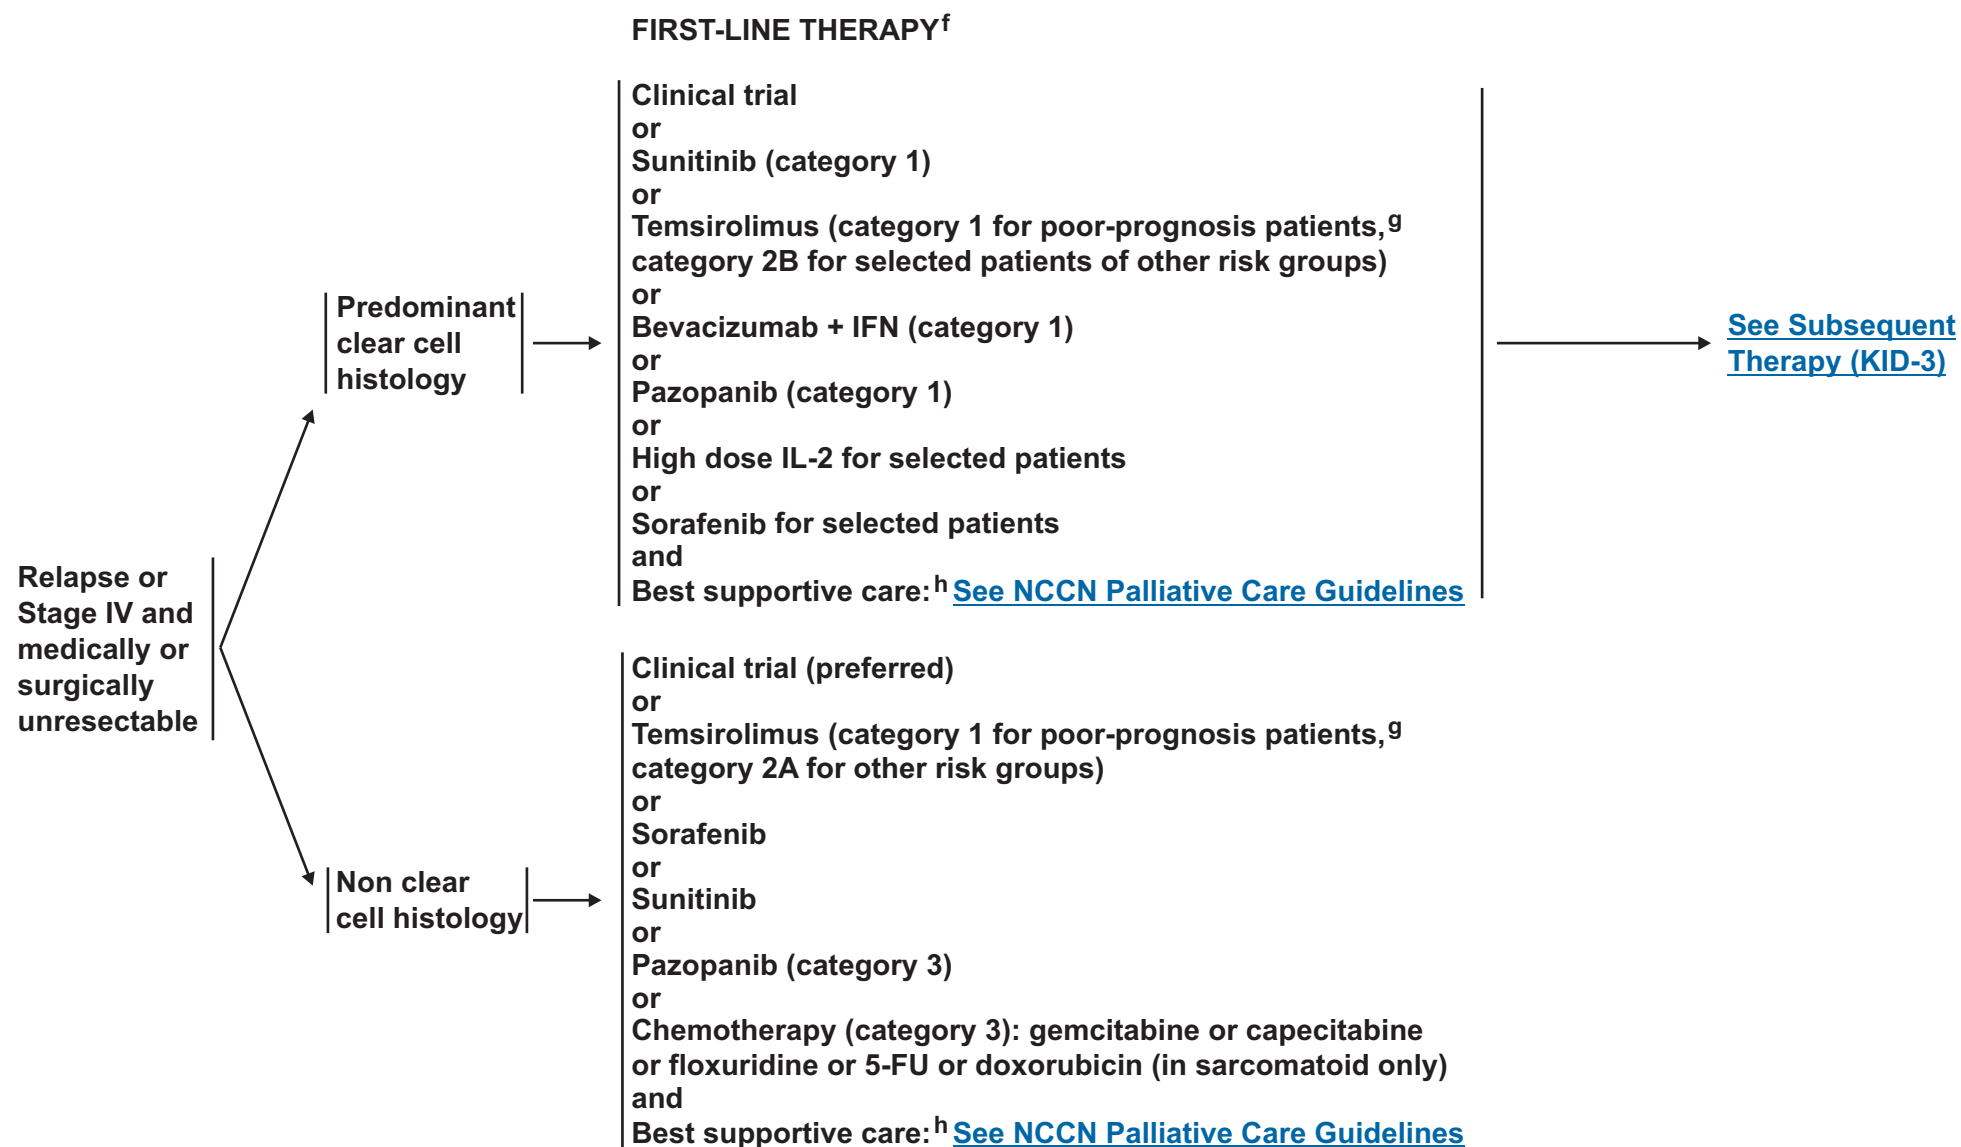 FIRST-LINE THERAPYf
Relapse or
Stage IV and
medically or
surgically
unresectable
Predominant
clear cell
histology
Clinical trial
or
Sunitinib (category 1)
or
Temsirolimus (category 1 for poor-prognosis patients,g
category 2B for selected patients of other risk groups)
or
Bevacizumab + IFN (category 1)
or
Pazopanib (category 1)
or
High dose IL-2 for selected patients
or
Sorafenib for selected patients
and
Best supportive care:h See NCCN Palliative Care Guidelines
See Subsequent
Therapy (KID-3)
Non clear
cell histology
Clinical trial (preferred)
or
Temsirolimus (category 1 for poor-prognosis patients,g
category 2A for other risk groups)
or
Sorafenib
or
Sunitinib
or
Pazopanib (category 3)
or
Chemotherapy (category 3): gemcitabine or capecitabine
or floxuridine or 5-FU or doxorubicin (in sarcomatoid only)
and
Best supportive care:h See NCCN Palliative Care Guidelines